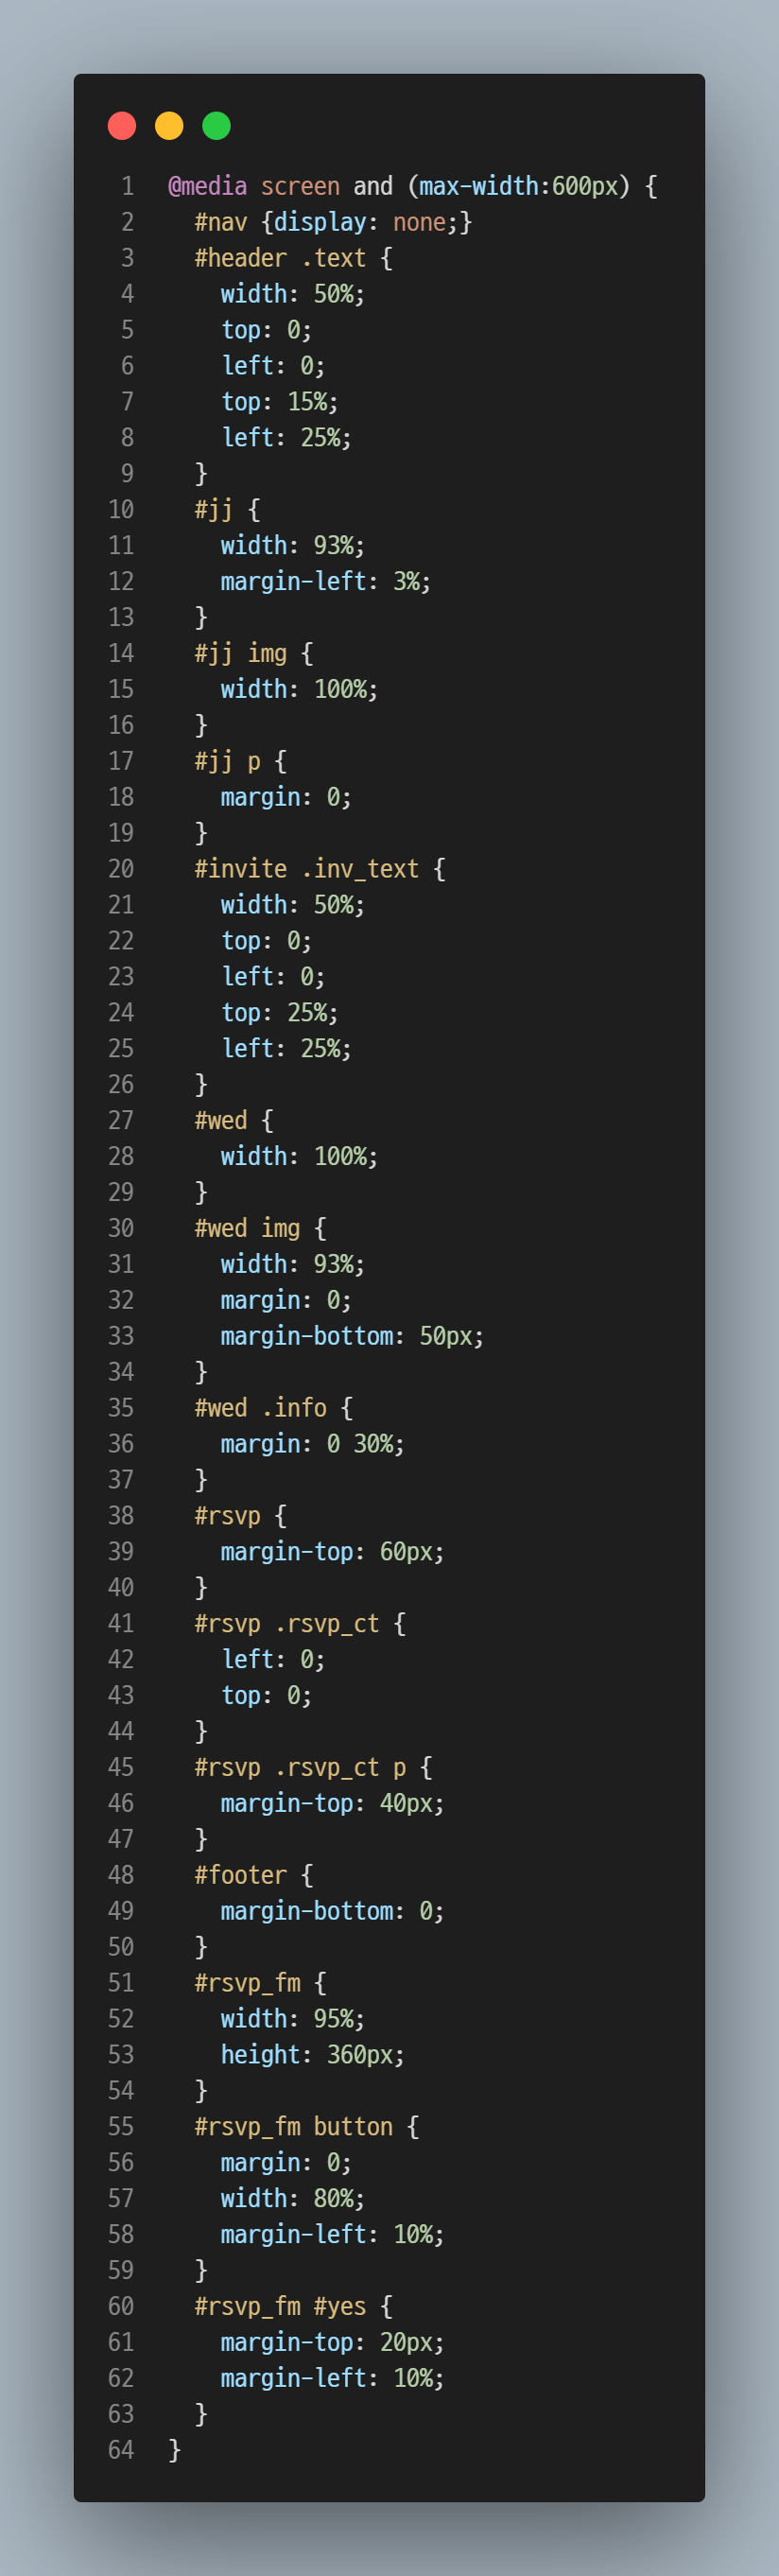 1 @media screen and (max-width:600px) {
2 #nav {display: none;}
3 #header .text {
4 width: 50%;
5 top: 0;
6 left: 0;
7 top: 15%;
8 left: 25%;
9 }
10 #jj {
11 width: 93%;
12 margin-left: 3%;
13 }
14 #jj img {
15 width: 100%;
16 }
17 #jj p {
18 margin: 0;
19 }
20 #invite .inv_text {
21 width: 50%;
22 top: 0;
23 left: 0;
24 top: 25%;
25 left: 25%;
26 }
27 #wed {
28 width: 100%;
29 }
30 #wed img {
31 width: 93%;
32 margin: 0;
33 margin-bottom: 50px;
34 }
35 #wed .info {
36 margin: 0 30%;
37 }
38 #rsvp {
39 margin-top: 60px;
40 }
41 #rsvp .rsvp_ct {
42 left: 0;
43 top: 0;
44 }
45 #rsvp .rsvp_ct p {
46 margin-top: 40px;
47 }
48 #footer {
49 margin-bottom: 0;
50 }
51 #rsvp_fm {
52 width: 95%;
53 height: 360px;
54 }
55 #rsvp_fm button {
56 margin: 0;
57 width: 80%;
58 margin-left: 10%;
59 }
60 #rsvp_fm #yes {
61 margin-top: 20px;
62 margin-left: 10%;
63 }
64 }